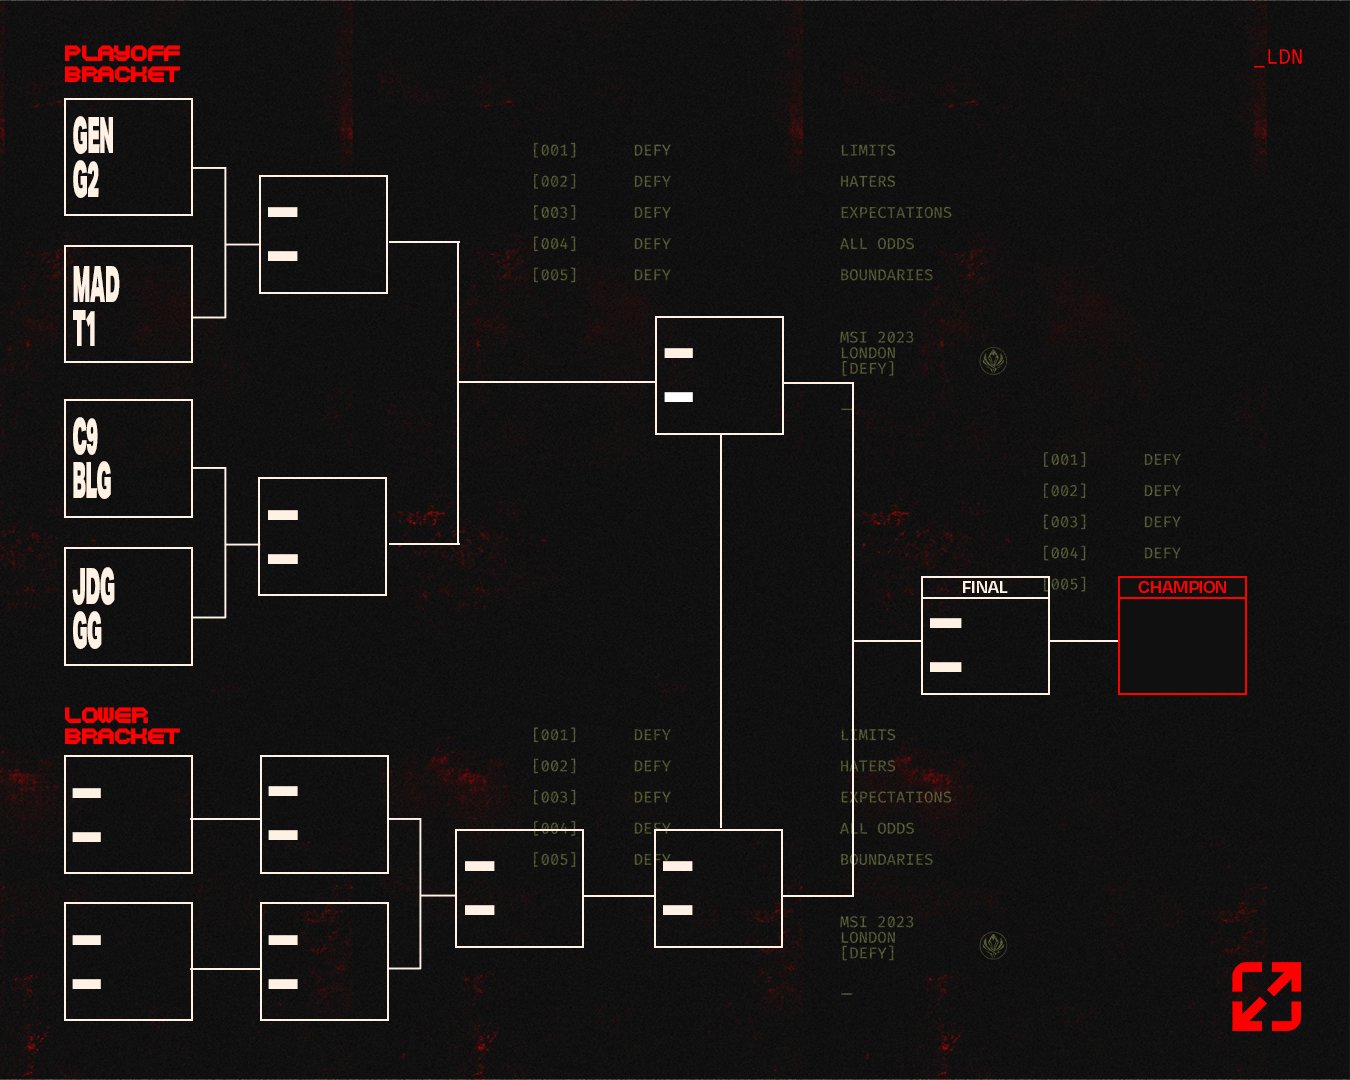 PLAYOFF
BRACKET
_LDN
GEN
G2
MAD
T1
C9
BLG
JDG
GG
[001] DEFY LIMITS
[002] DEFY HATERS
[003] DEFY EXPECTATIONS
[004] DEFY ALL ODDS
[005] DEFY BOUNDARIES
MSI 2023
LONDON
[DEFY]
_
[001] DEFY
[002] DEFY
[003] DEFY
[004] DEFY
[005]
FINAL
CHAMPION
LOWER
BRACKET
[001] DEFY LIMITS
[002] DEFY HATERS
[003] DEFY EXPECTATIONS
[004] DEFY ALL ODDS
[005] DEFY BOUNDARIES
MSI 2023
LONDON
[DEFY]
_